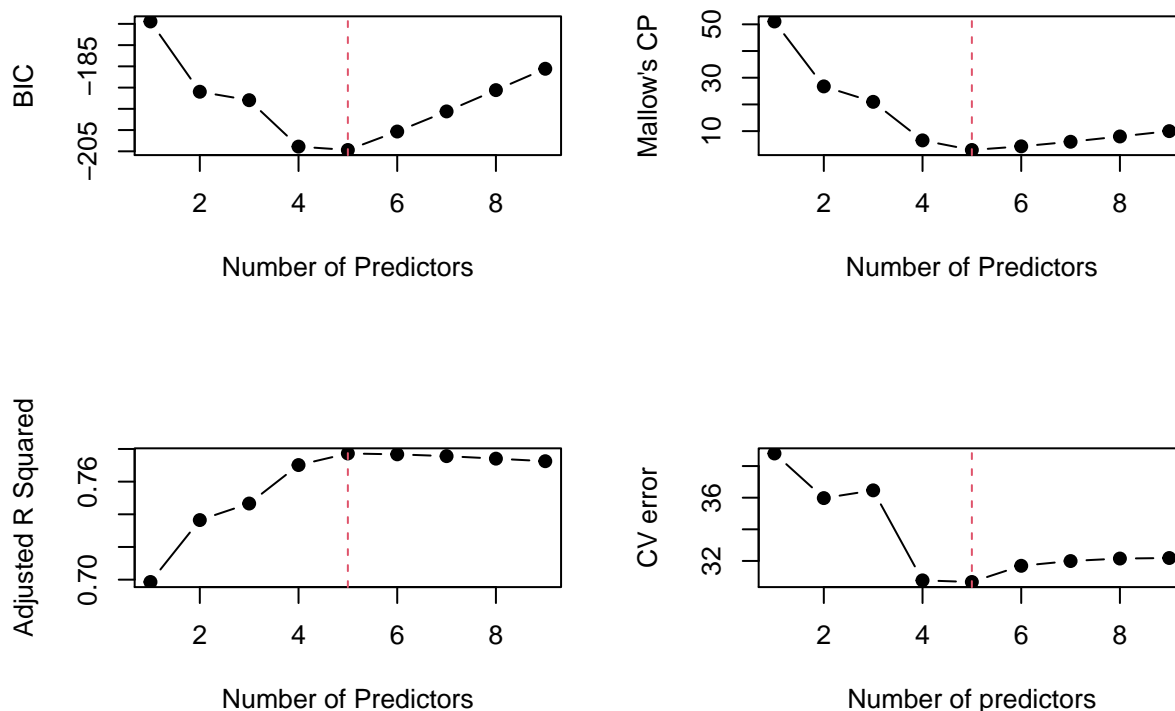 BIC
-185
-205
2 4 6 8
Number of Predictors
Mallow's CP
50
30
10
2 4 6 8
Number of Predictors
Adjusted R Squared
0.76
0.70
2 4 6 8
Number of Predictors
CV error
36
32
2 4 6 8
Number of predictors